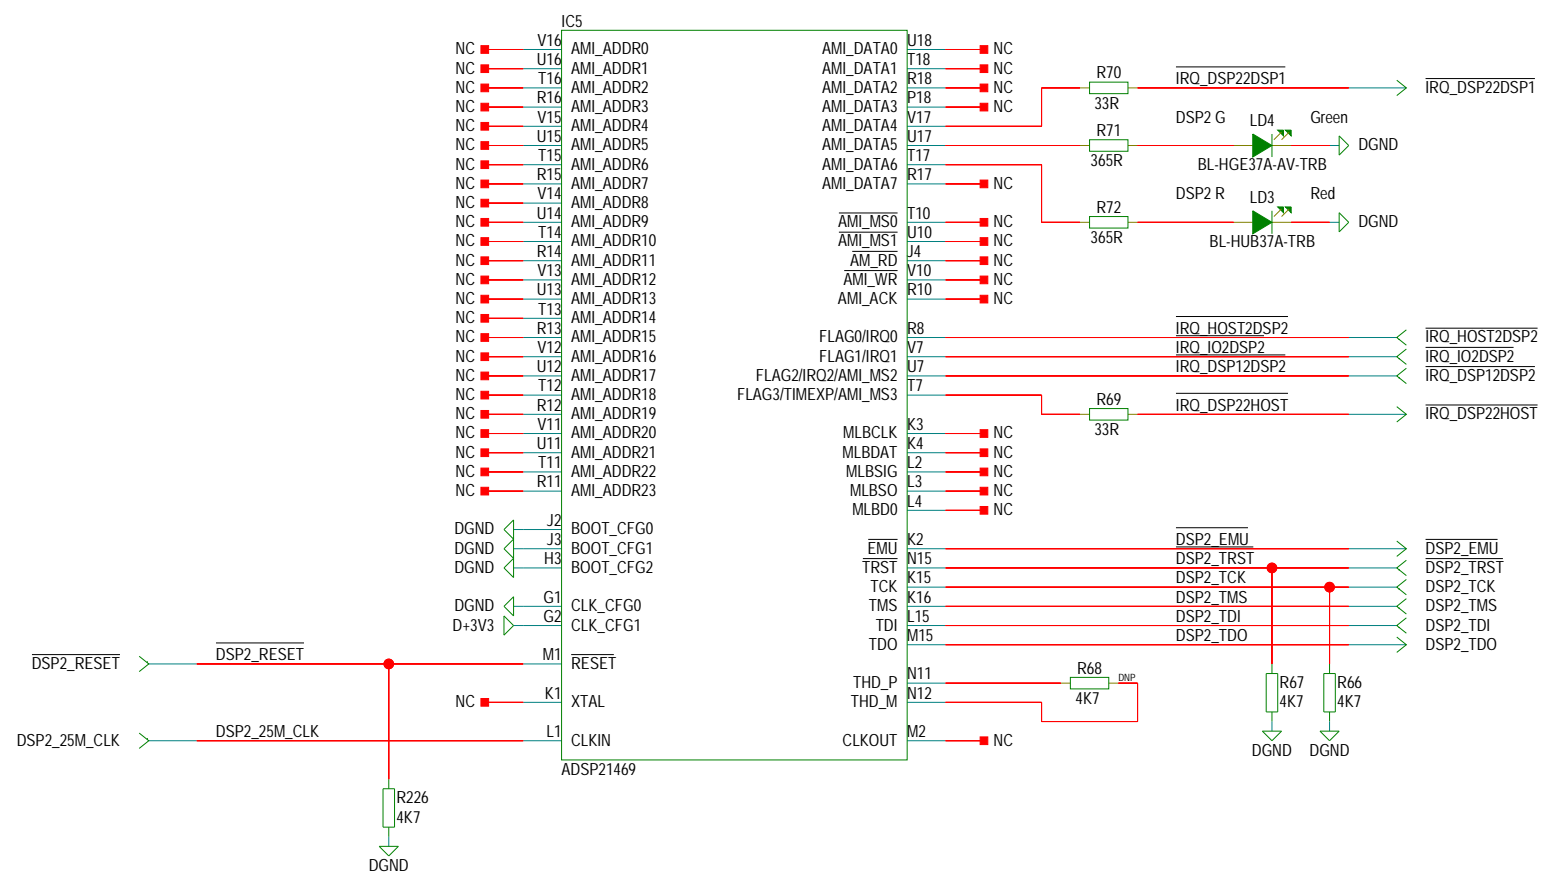 IC5
NC V16 AMI_ADDR0 AMI_DATA0 U18 NC
NC U16 AMI_ADDR1 AMI_DATA1 T18 NC
NC T16 AMI_ADDR2 AMI_DATA2 R18 NC
NC R16 AMI_ADDR3 AMI_DATA3 P18 NC
NC V15 AMI_ADDR4 AMI_DATA4 V17
NC U15 AMI_ADDR5 AMI_DATA5 U17
NC T15 AMI_ADDR6 AMI_DATA6 T17
NC R15 AMI_ADDR7 AMI_DATA7 R17 NC
NC V14 AMI_ADDR8
NC U14 AMI_ADDR9 AMI_MS0 T10 NC
NC T14 AMI_ADDR10 AMI_MS1 U10 NC
NC R14 AMI_ADDR11 AM_RD J4 NC
NC V13 AMI_ADDR12 AMI_WR V10 NC
NC U13 AMI_ADDR13 AMI_ACK R10 NC
NC T13 AMI_ADDR14
NC R13 AMI_ADDR15 FLAG0/IRQ0 R8 IRQ_HOST2DSP2 IRQ_HOST2DSP2
NC V12 AMI_ADDR16 FLAG1/IRQ1 V7 IRQ_IO2DSP2 IRQ_IO2DSP2
NC U12 AMI_ADDR17 FLAG2/IRQ2/AMI_MS2 U7 IRQ_DSP12DSP2 IRQ_DSP12DSP2
NC T12 AMI_ADDR18 FLAG3/TIMEXP/AMI_MS3 T7
NC R12 AMI_ADDR19
NC V11 AMI_ADDR20 MLBCLK K3 NC
NC U11 AMI_ADDR21 MLBDAT K4 NC
NC T11 AMI_ADDR22 MLBSIG L2 NC
NC R11 AMI_ADDR23 MLBSO L3 NC
MLBD0 L4 NC
R70 IRQ_DSP22DSP1 IRQ_DSP22DSP1
33R
DSP2 G LD4 Green
R71 DGND
365R BL-HGE37A-AV-TRB
DSP2 R LD3 Red
R72 DGND
365R BL-HUB37A-TRB
R69 IRQ_DSP22HOST IRQ_DSP22HOST
33R
DGND J2 BOOT_CFG0
DGND J3 BOOT_CFG1 EMU K2 DSP2_EMU DSP2_EMU
DGND H3 BOOT_CFG2 TRST N15 DSP2_TRST DSP2_TRST
TCK K15 DSP2_TCK DSP2_TCK
DGND G1 CLK_CFG0 TMS K16 DSP2_TMS DSP2_TMS
D+3V3 G2 CLK_CFG1 TDI L15 DSP2_TDI DSP2_TDI
TDO M15 DSP2_TDO DSP2_TDO
DSP2_RESET DSP2_RESET M1 RESET
THD_P N11 R68 DNP R67 R66
4K7 4K7 4K7
NC K1 XTAL THD_M N12
DSP2_25M_CLK DSP2_25M_CLK L1 CLKIN CLKOUT M2 NC
DGND DGND
ADSP21469
R226
4K7
DGND